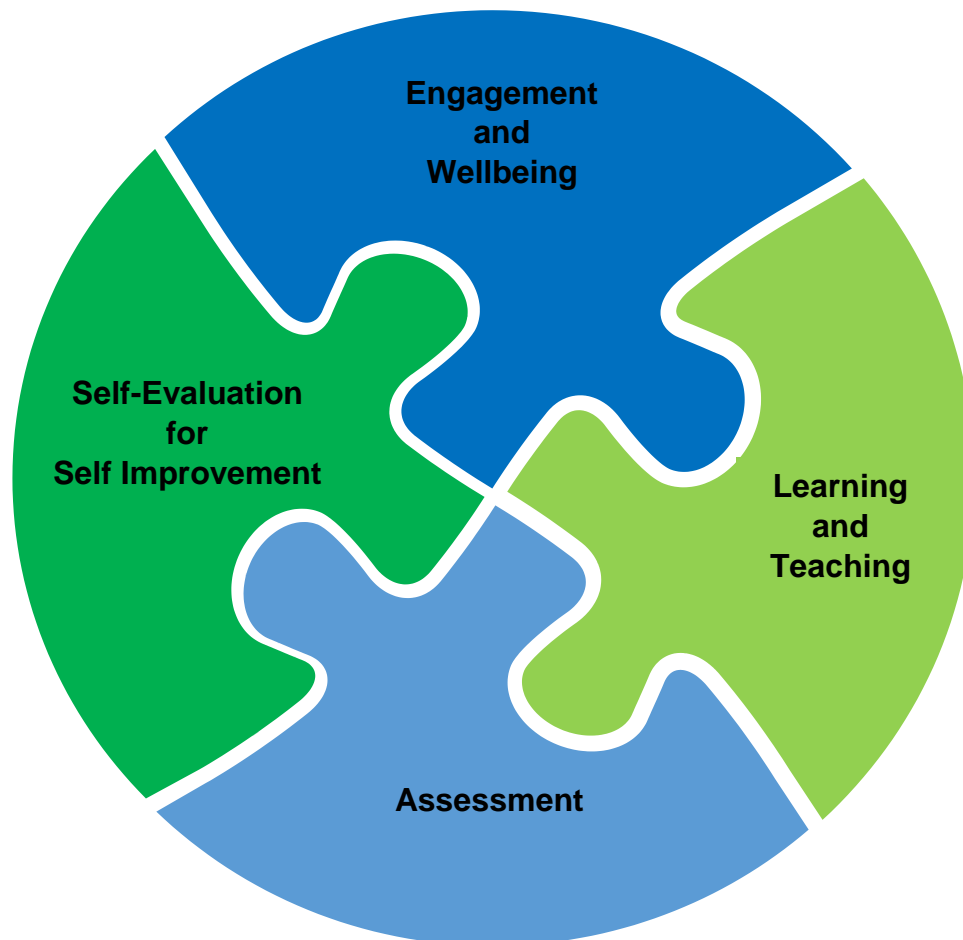 Engagement
and
Wellbeing
Self-Evaluation
for
Self Improvement
Learning
and
Teaching
Assessment